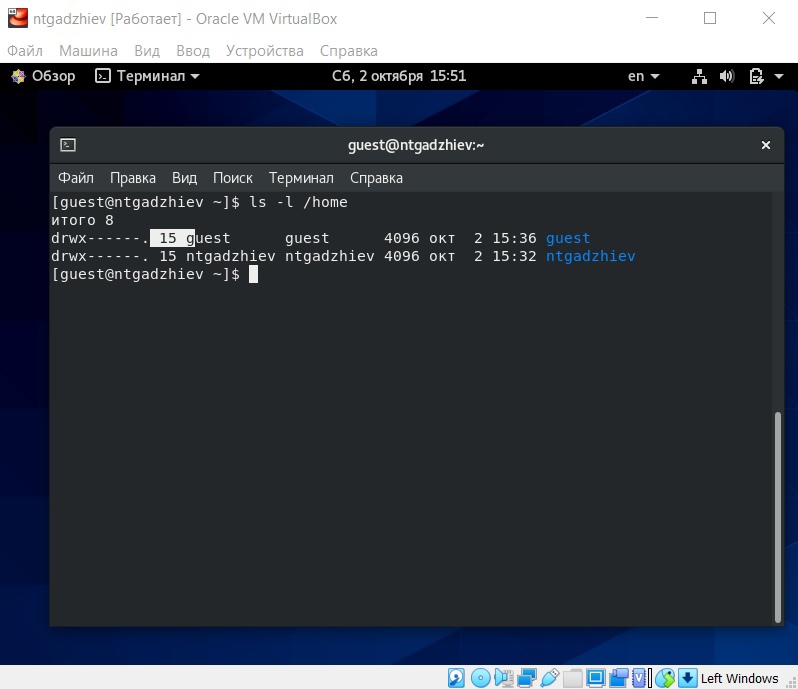 ntgadzhiev [Работает] - Oracle VM VirtualBox
Файл Машина Вид Ввод Устройства Справка
Обзор Терминал Сб, 2 октября 15:51 en
guest@ntgadzhiev:~
Файл Правка Вид Поиск Терминал Справка
[guest@ntgadzhiev ~]$ ls -l /home
итого 8
drwx------. 15 guest      guest      4096 окт  2 15:36 guest
drwx------. 15 ntgadzhiev ntgadzhiev 4096 окт  2 15:32 ntgadzhiev
[guest@ntgadzhiev ~]$
Left Windows